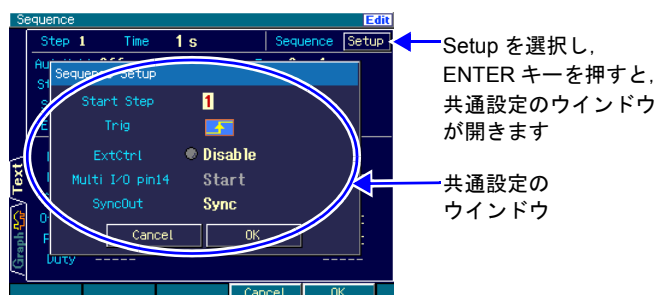 Sequence Edit
Step 1 Time 1 s Sequence Setup
Sequence Setup
Start Step 1
Trig
ExtCtrl Disable
Multi I/O pin14 Start
SyncOut Sync
Cancel OK
Duty ----- -----
Cancel OK
Text
Graph
Setup を選択し,
ENTER キーを押すと,
共通設定のウインドウ
が開きます
共通設定の
ウインドウ